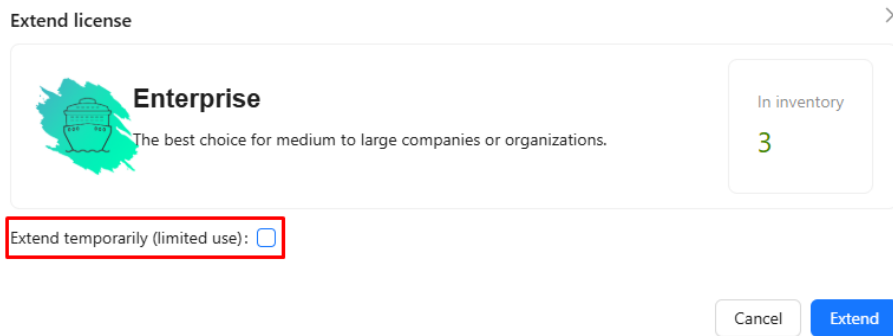 Extend license
Enterprise
The best choice for medium to large companies or organizations.
In inventory
3
Extend temporarily (limited use):
Cancel
Extend